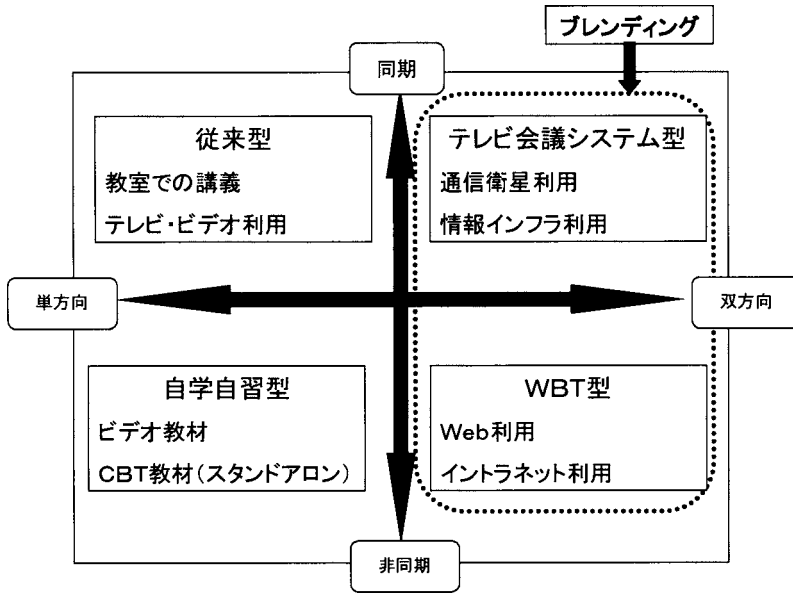 ブレンディング
同期
従来型
教室での講義
テレビ・ビデオ利用
テレビ会議システム型
通信衛星利用
情報インフラ利用
単方向
双方向
自学自習型
ビデオ教材
CBT教材(スタンドアロン)
WBT型
Web利用
イントラネット利用
非同期